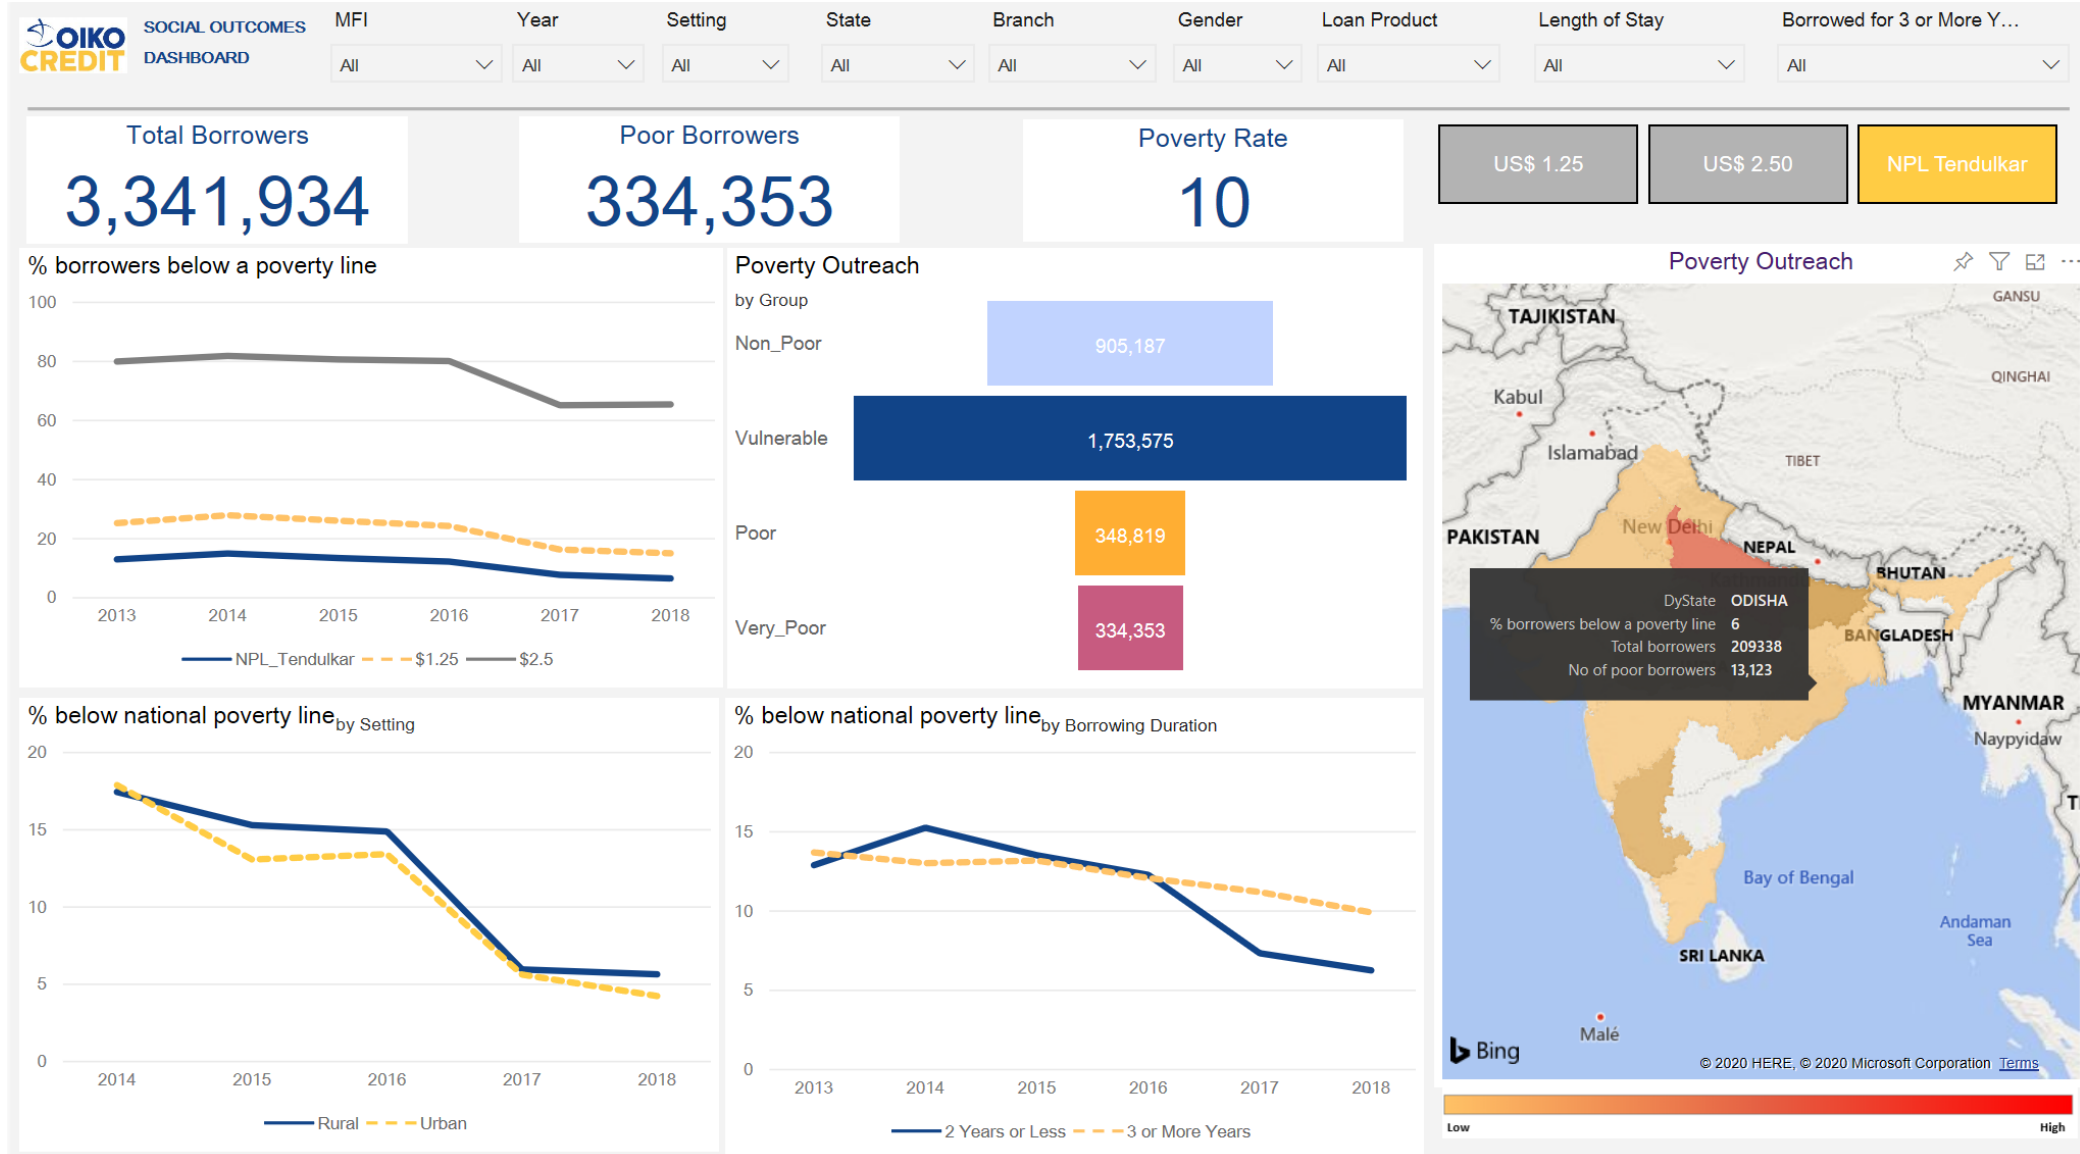 OIKO
CREDIT
SOCIAL OUTCOMES
DASHBOARD
MFI
All
Year
All
Setting
All
State
All
Branch
All
Gender
All
Loan Product
All
Length of Stay
All
Borrowed for 3 or More Y…
All
Total Borrowers
3,341,934
Poor Borrowers
334,353
Poverty Rate
10
US$ 1.25
US$ 2.50
NPL Tendulkar
% borrowers below a poverty line
100
80
60
40
20
0
2013 2014 2015 2016 2017 2018
NPL_Tendulkar $1.25 $2.5
Poverty Outreach
by Group
Non_Poor 905,187
Vulnerable 1,753,575
Poor 348,819
Very_Poor 334,353
% below national poverty line by Setting
20
15
10
5
0
2014 2015 2016 2017 2018
Rural Urban
% below national poverty line by Borrowing Duration
20
15
10
5
0
2013 2014 2015 2016 2017 2018
2 Years or Less 3 or More Years
Poverty Outreach
GANSU
TAJIKISTAN
QINGHAI
Kabul
Islamabad
TIBET
New Delhi
PAKISTAN
NEPAL
BHUTAN
DyState ODISHA
% borrowers below a poverty line 6
Total borrowers 209338
No of poor borrowers 13,123
BANGLADESH
MYANMAR
Naypyidaw
Bay of Bengal
Andaman
Sea
SRI LANKA
Malé
Bing
© 2020 HERE, © 2020 Microsoft Corporation Terms
Low High